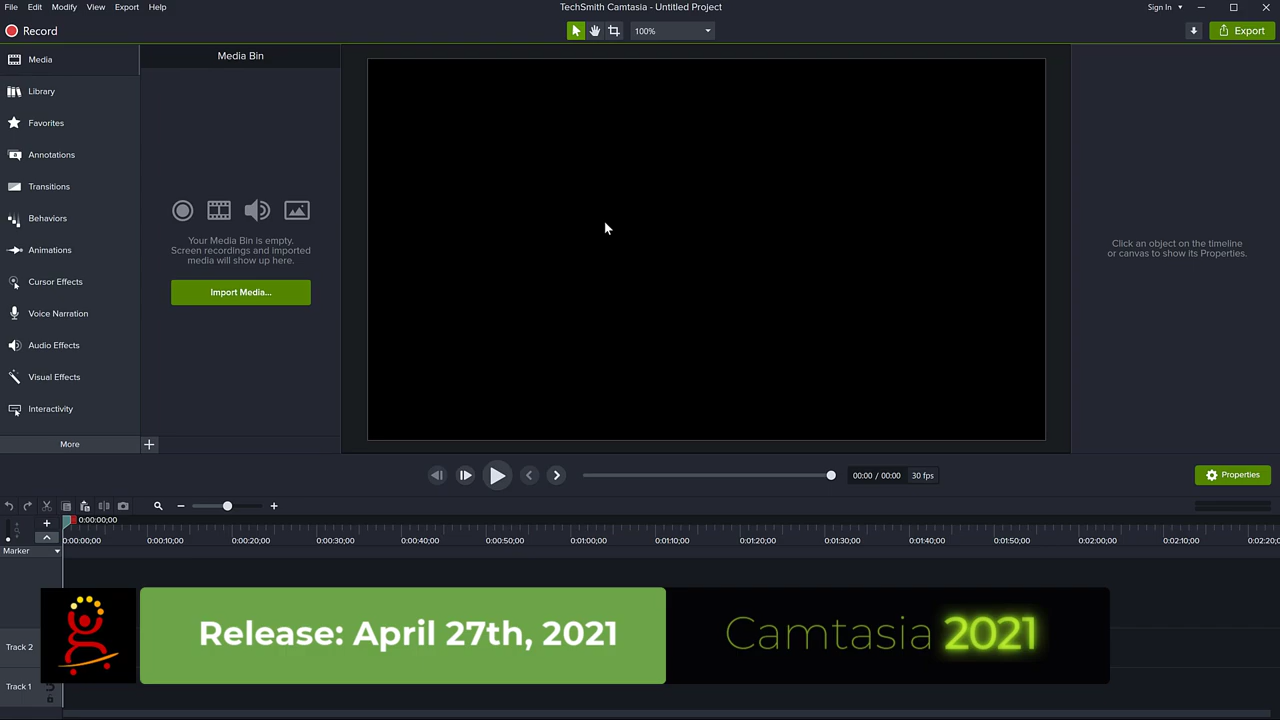 File Edit Modify View Export Help
TechSmith Camtasia - Untitled Project
Sign In
Record
100%
Export
Media
Library
Favorites
Annotations
Transitions
Behaviors
Animations
Cursor Effects
Voice Narration
Audio Effects
Visual Effects
Interactivity
More
Media Bin
Your Media Bin is empty.
Screen recordings and imported
media will show up here.
Import Media...
Click an object on the timeline
or canvas to show its Properties.
00:00 / 00:00 30 fps
Properties
0:00:00;00
0:00:00;00 0:00:10;00 0:00:20;00 0:00:30;00 0:00:40;00 0:00:50;00 0:01:00;00 0:01:10;00 0:01:20;00 0:01:30;00 0:01:40;00 0:01:50;00 0:02:00;00 0:02:10;00 0:02:20;0
Marker
Track 2
Track 1
Release: April 27th, 2021
Camtasia 2021